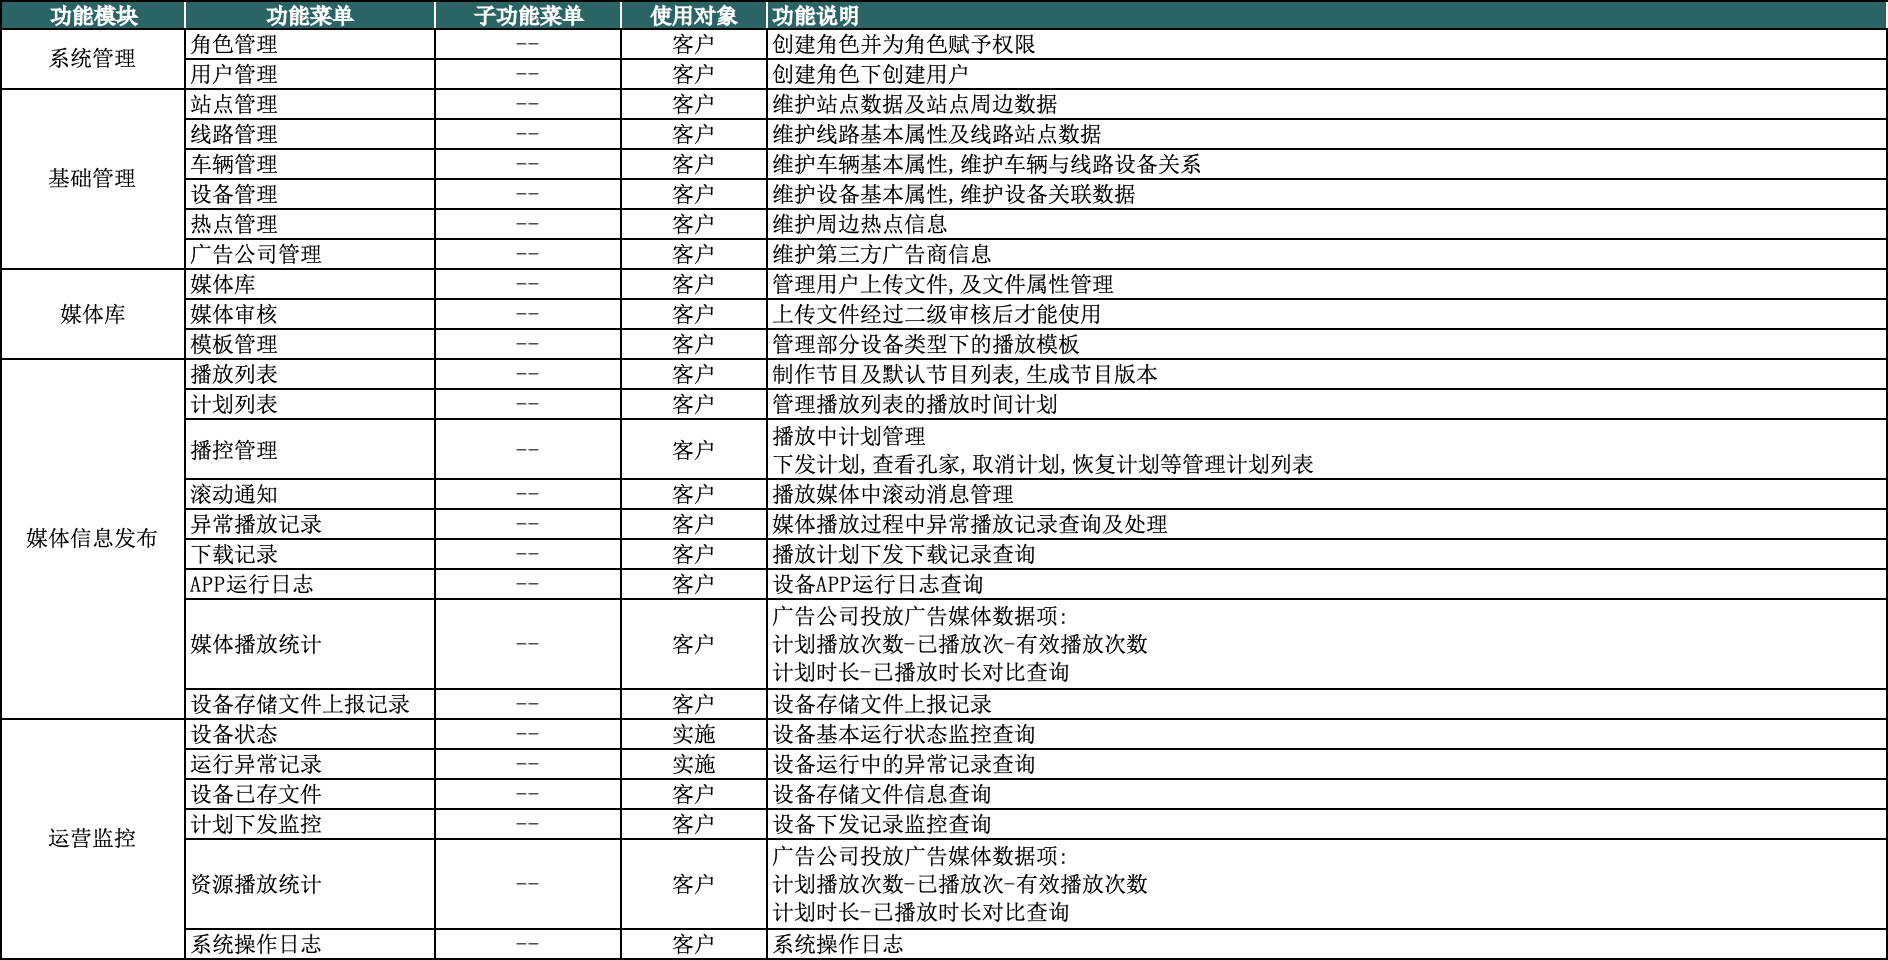 功能模块 功能菜单 子功能菜单 使用对象 功能说明
系统管理 角色管理 -- 客户 创建角色并为角色赋予权限
用户管理 -- 客户 创建角色下创建用户
基础管理 站点管理 -- 客户 维护站点数据及站点周边数据
线路管理 -- 客户 维护线路基本属性及线路站点数据
车辆管理 -- 客户 维护车辆基本属性,维护车辆与线路设备关系
设备管理 -- 客户 维护设备基本属性,维护设备关联数据
热点管理 -- 客户 维护周边热点信息
广告公司管理 -- 客户 维护第三方广告商信息
媒体库 媒体库 -- 客户 管理用户上传文件,及文件属性管理
媒体审核 -- 客户 上传文件经过二级审核后才能使用
模板管理 -- 客户 管理部分设备类型下的播放模板
媒体信息发布 播放列表 -- 客户 制作节目及默认节目列表,生成节目版本
计划列表 -- 客户 管理播放列表的播放时间计划
播控管理 -- 客户 播放中计划管理
下发计划,查看孔家,取消计划,恢复计划等管理计划列表
滚动通知 -- 客户 播放媒体中滚动消息管理
异常播放记录 -- 客户 媒体播放过程中异常播放记录查询及处理
下载记录 -- 客户 播放计划下发下载记录查询
APP运行日志 -- 客户 设备APP运行日志查询
媒体播放统计 -- 客户 广告公司投放广告媒体数据项:
计划播放次数-已播放次-有效播放次数
计划时长-已播放时长对比查询
设备存储文件上报记录 -- 客户 设备存储文件上报记录
运营监控 设备状态 -- 实施 设备基本运行状态监控查询
运行异常记录 -- 实施 设备运行中的异常记录查询
设备已存文件 -- 客户 设备存储文件信息查询
计划下发监控 -- 客户 设备下发记录监控查询
资源播放统计 -- 客户 广告公司投放广告媒体数据项:
计划播放次数-已播放次-有效播放次数
计划时长-已播放时长对比查询
系统操作日志 -- 客户 系统操作日志